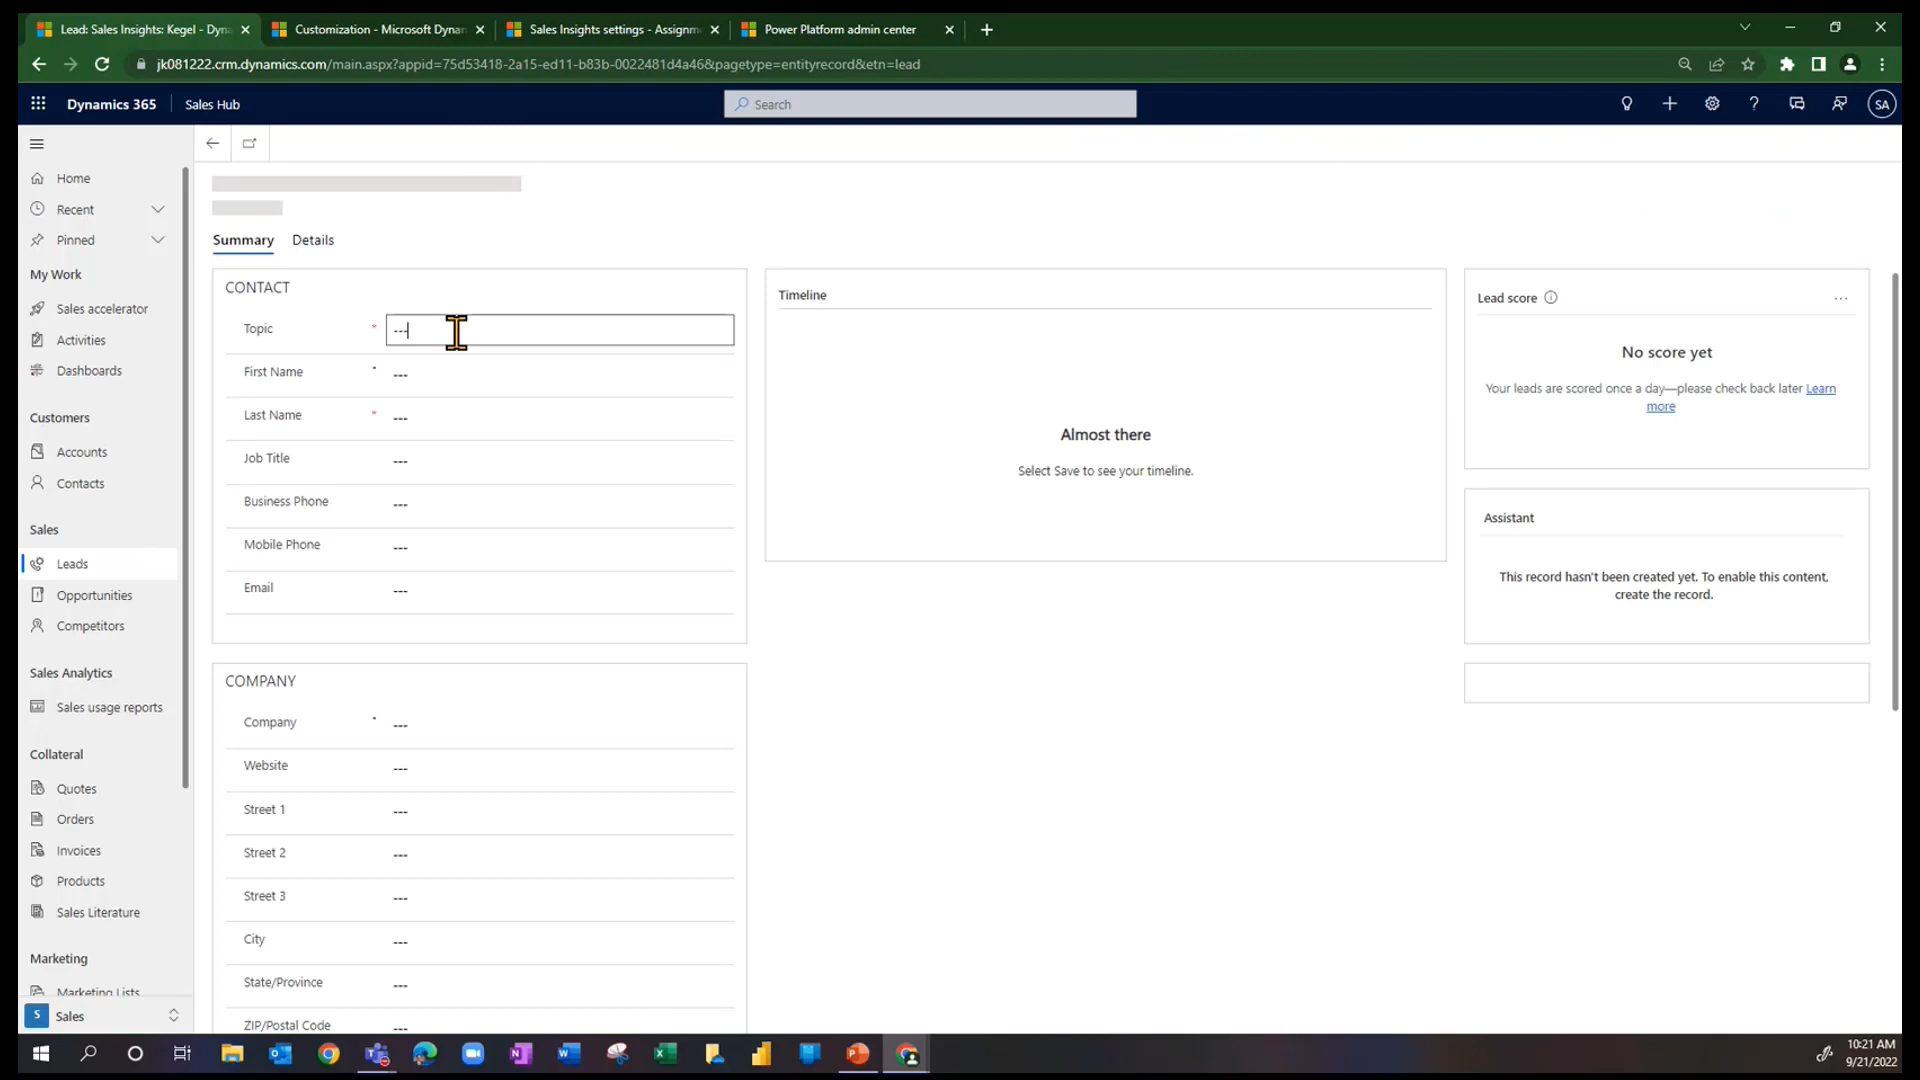 Lead: Sales Insights: Kegel - Dyna
Customization - Microsoft Dynan
Sales Insights settings - Assignm
Power Platform admin center
jk081222.crm.dynamics.com/main.aspx?appid=75d53418-2a15-ed11-b83b-0022481d4a46&pagetype=entityrecord&etn=lead
Dynamics 365
Sales Hub
Search
SA
Home
Recent
Pinned
My Work
Sales accelerator
Activities
Dashboards
Customers
Accounts
Contacts
Sales
Leads
Opportunities
Competitors
Sales Analytics
Sales usage reports
Collateral
Quotes
Orders
Invoices
Products
Sales Literature
Marketing
Marketing Lists
S Sales
Summary Details
CONTACT
Topic * ---
First Name ---
Last Name * ---
Job Title ---
Business Phone ---
Mobile Phone ---
Email ---
COMPANY
Company ---
Website ---
Street 1 ---
Street 2 ---
Street 3 ---
City ---
State/Province ---
ZIP/Postal Code ---
Timeline
Almost there
Select Save to see your timeline.
Lead score
No score yet
Your leads are scored once a day—please check back later Learn
more
Assistant
This record hasn't been created yet. To enable this content,
create the record.
10:21 AM
9/21/2022